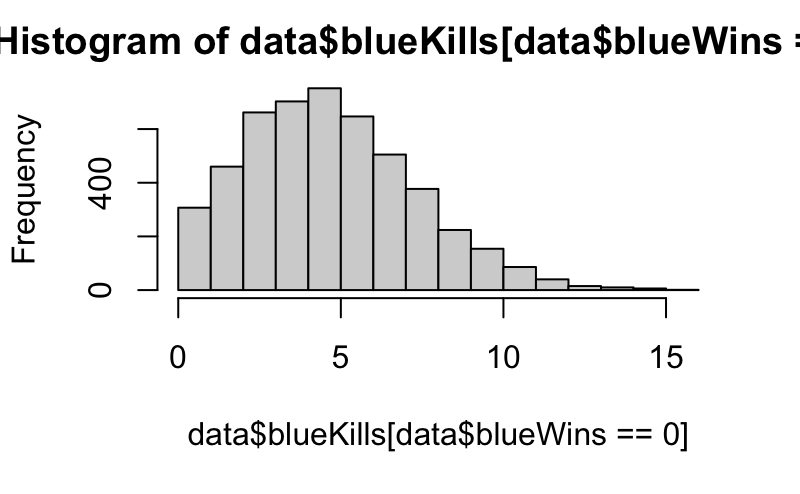 Histogram of data$blueKills[data$blueWins =
Frequency
400
0
0 5 10 15
data$blueKills[data$blueWins == 0]